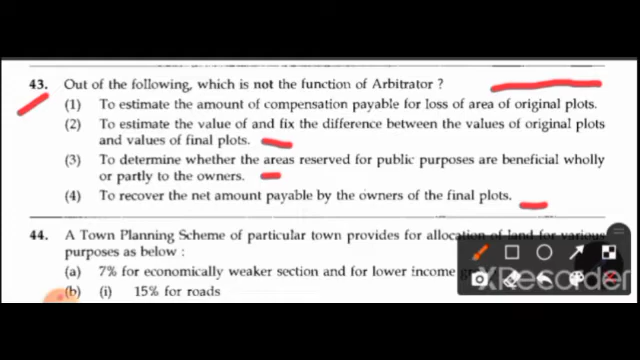 43. Out of the following, which is not the function of Arbitrator ?
(1) To estimate the amount of compensation payable for loss of area of original plots.
(2) To estimate the value of and fix the difference between the values of original plots
and values of final plots.
(3) To determine whether the areas reserved for public purposes are beneficial wholly
or partly to the owners.
(4) To recover the net amount payable by the owners of the final plots.
44. A Town Planning Scheme of particular town provides for allocation of land for various
purposes as below :
(a) 7% for economically weaker section and for lower income
(b) (i) 15% for roads
XRecorder